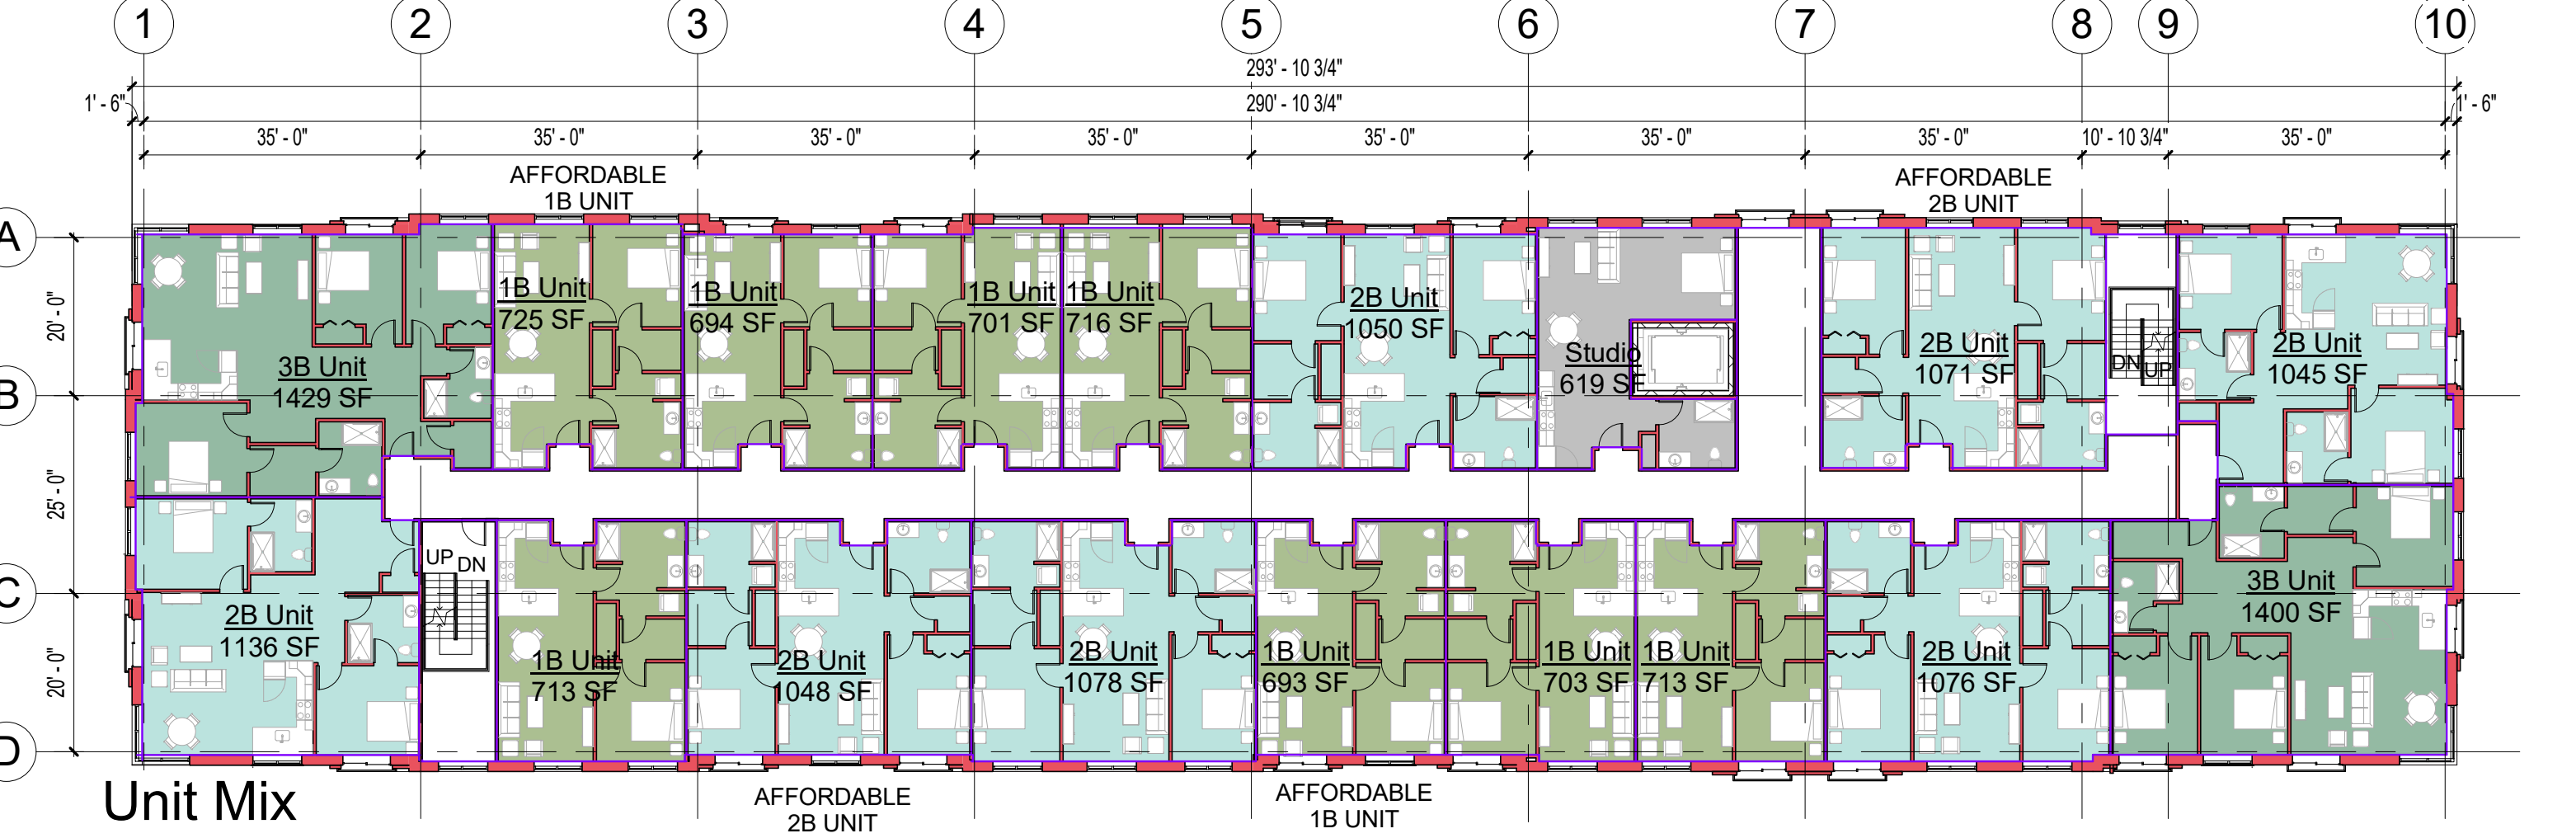 1 2 3 4 5 6 7 8 9 10
293' - 10 3/4"
1' - 6" 290' - 10 3/4" 1' - 6"
35' - 0" 35' - 0" 35' - 0" 35' - 0" 35' - 0" 35' - 0" 35' - 0" 10' - 10 3/4" 35' - 0"
AFFORDABLE
1B UNIT
AFFORDABLE
2B UNIT
A
B
C
D
20' - 0"
25' - 0"
20' - 0"
3B Unit
1429 SF
1B Unit
725 SF
1B Unit
694 SF
1B Unit
701 SF
1B Unit
716 SF
2B Unit
1050 SF
Studio
619 SF
2B Unit
1071 SF
DN
UP
2B Unit
1045 SF
2B Unit
1136 SF
UP DN
1B Unit
713 SF
2B Unit
1048 SF
2B Unit
1078 SF
1B Unit
693 SF
1B Unit
703 SF
1B Unit
713 SF
2B Unit
1076 SF
3B Unit
1400 SF
Unit Mix
AFFORDABLE
2B UNIT
AFFORDABLE
1B UNIT